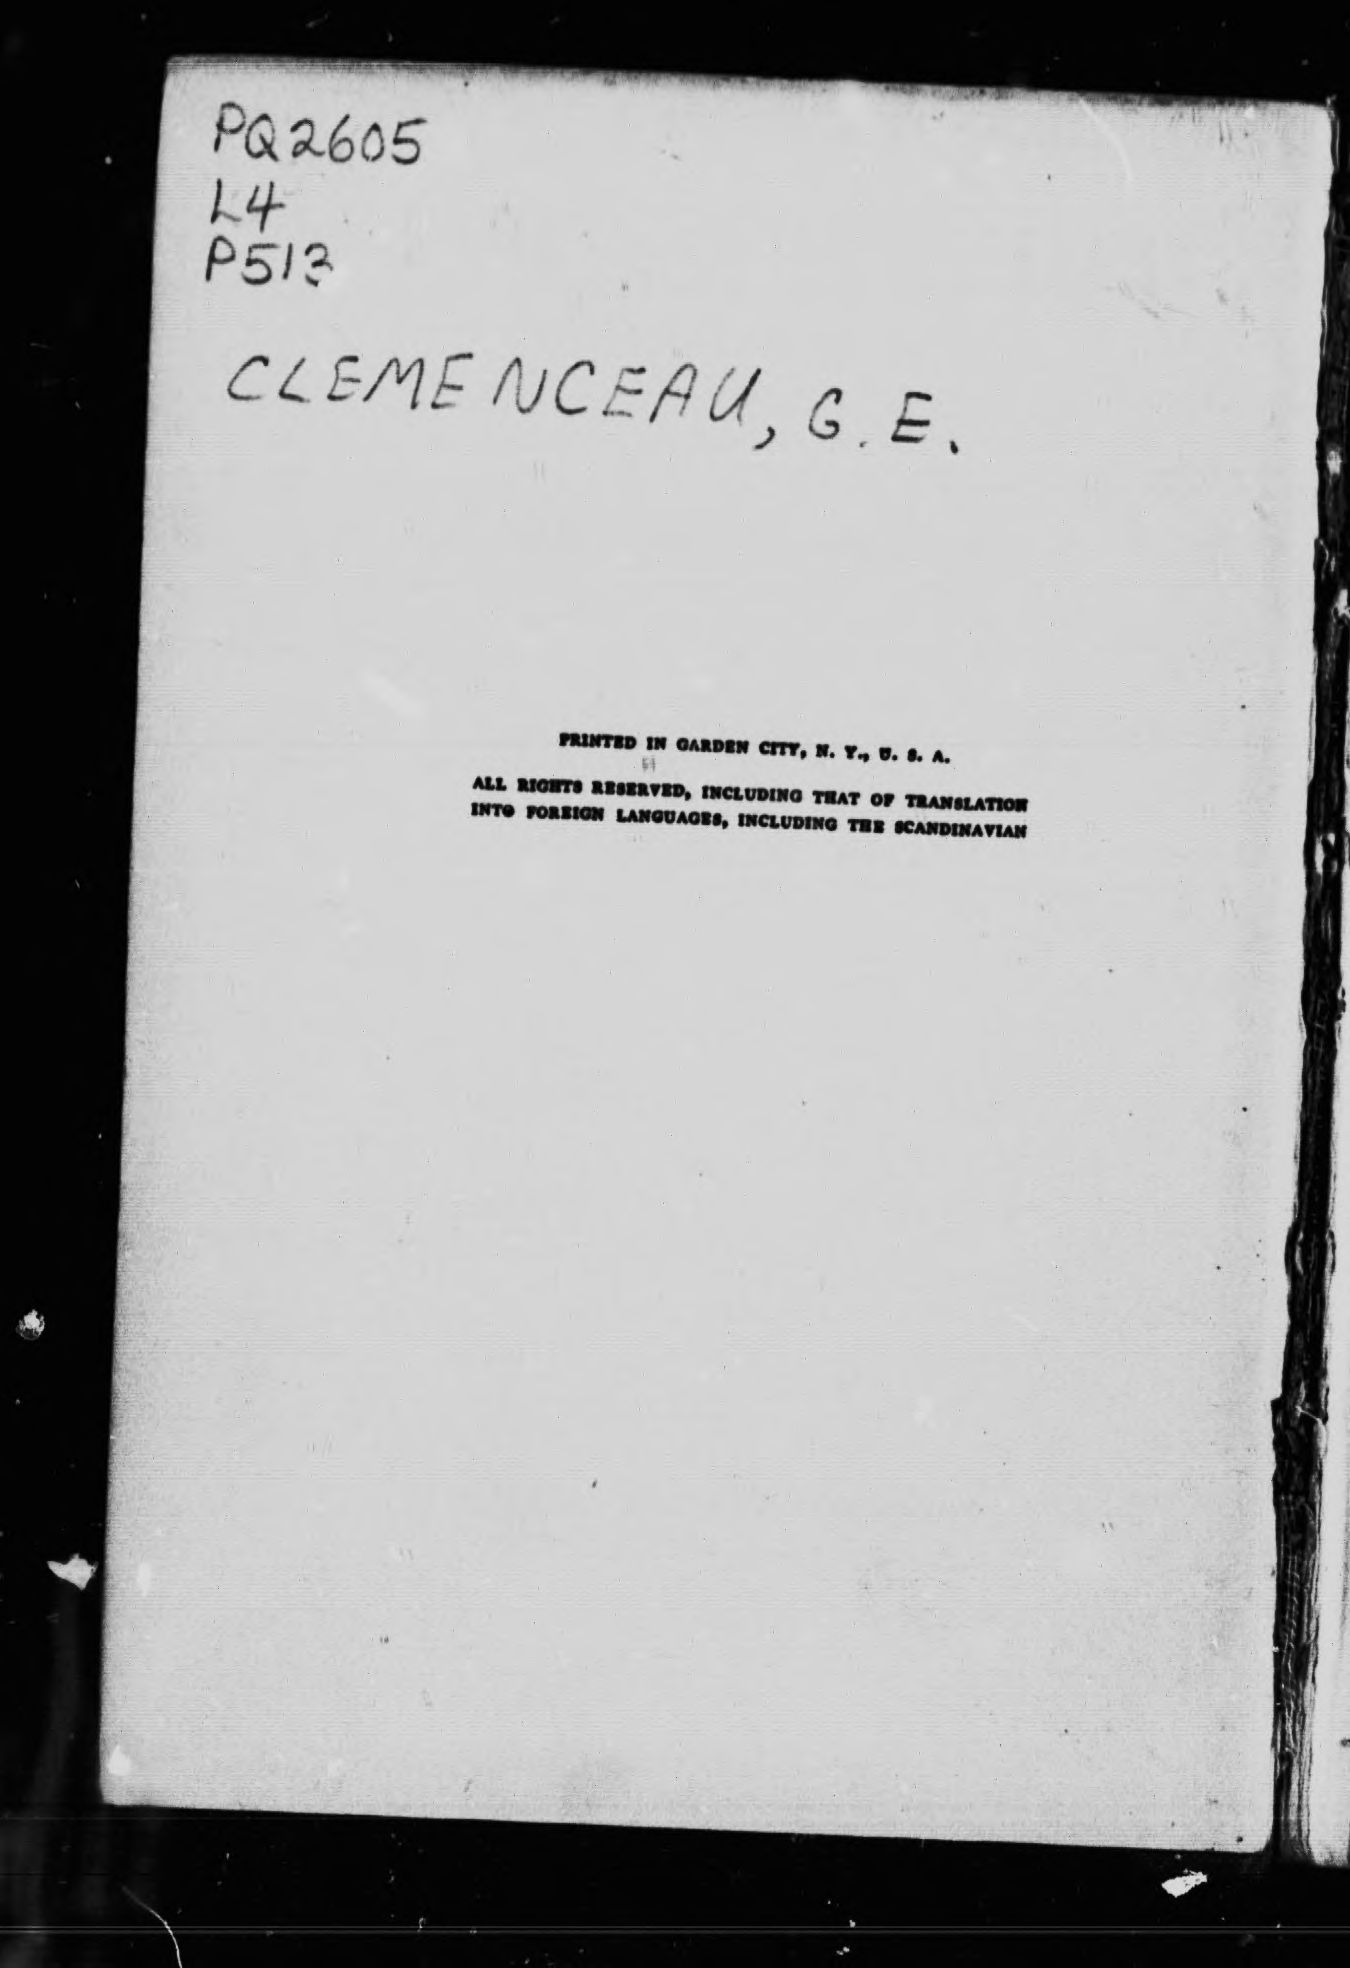 PQ2605
L4
P513
CLEMENCEAU, G. E.
PRINTED IN GARDEN CITY, N. Y., U. S. A.
ALL RIGHTS RESERVED, INCLUDING THAT OF TRANSLATION
INTO FOREIGN LANGUAGES, INCLUDING THE SCANDINAVIAN